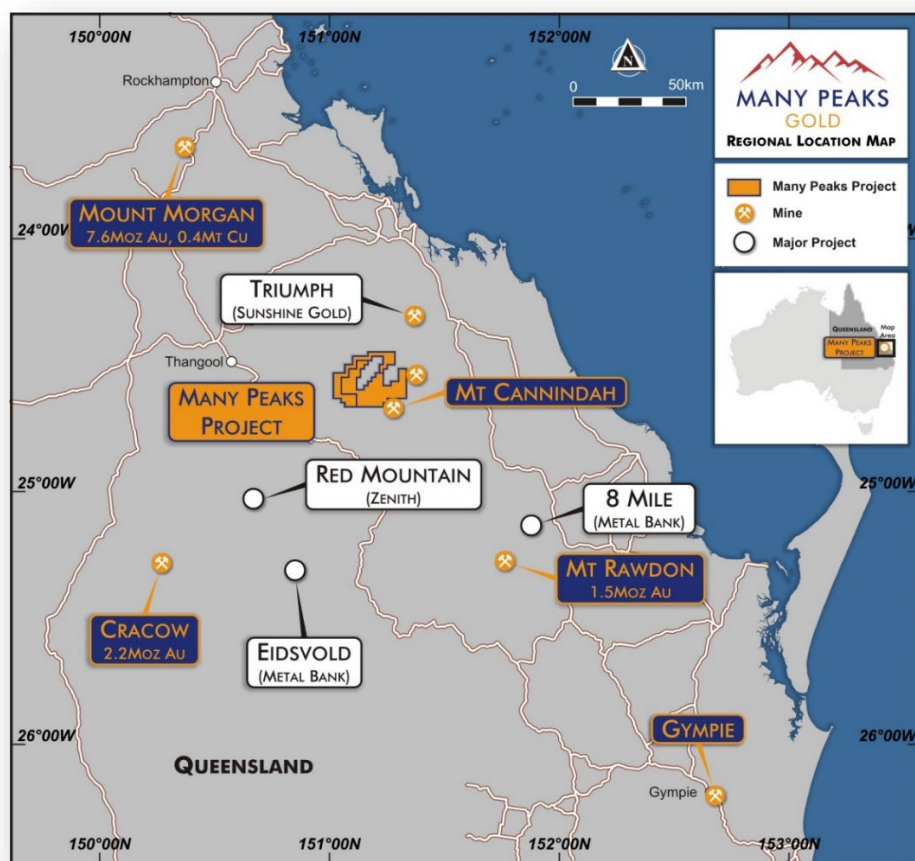 150°00N
151°00N
152°00N
Rockhampton
N
0
50km
MANY PEAKS
GOLD
REGIONAL LOCATION MAP
Many Peaks Project
Mine
Major Project
MOUNT MORGAN
7.6MOZ AU, 0.4MT CU
24°00W
TRIUMPH
(SUNSHINE GOLD)
Thangool
MANY PEAKS
PROJECT
MT CANNINDAH
QUEENSLAND
Map
Area
MANY PEAKS
PROJECT
25°00W
25°00W
RED MOUNTAIN
(ZENITH)
8 MILE
(METAL BANK)
MT RAWDON
1.5MOZ AU
CRACOW
2.2MOZ AU
EIDSVOLD
(METAL BANK)
26°00W
26°00W
QUEENSLAND
GYMPIE
Gympie
150°00N
151°00N
152°00N
153°00N